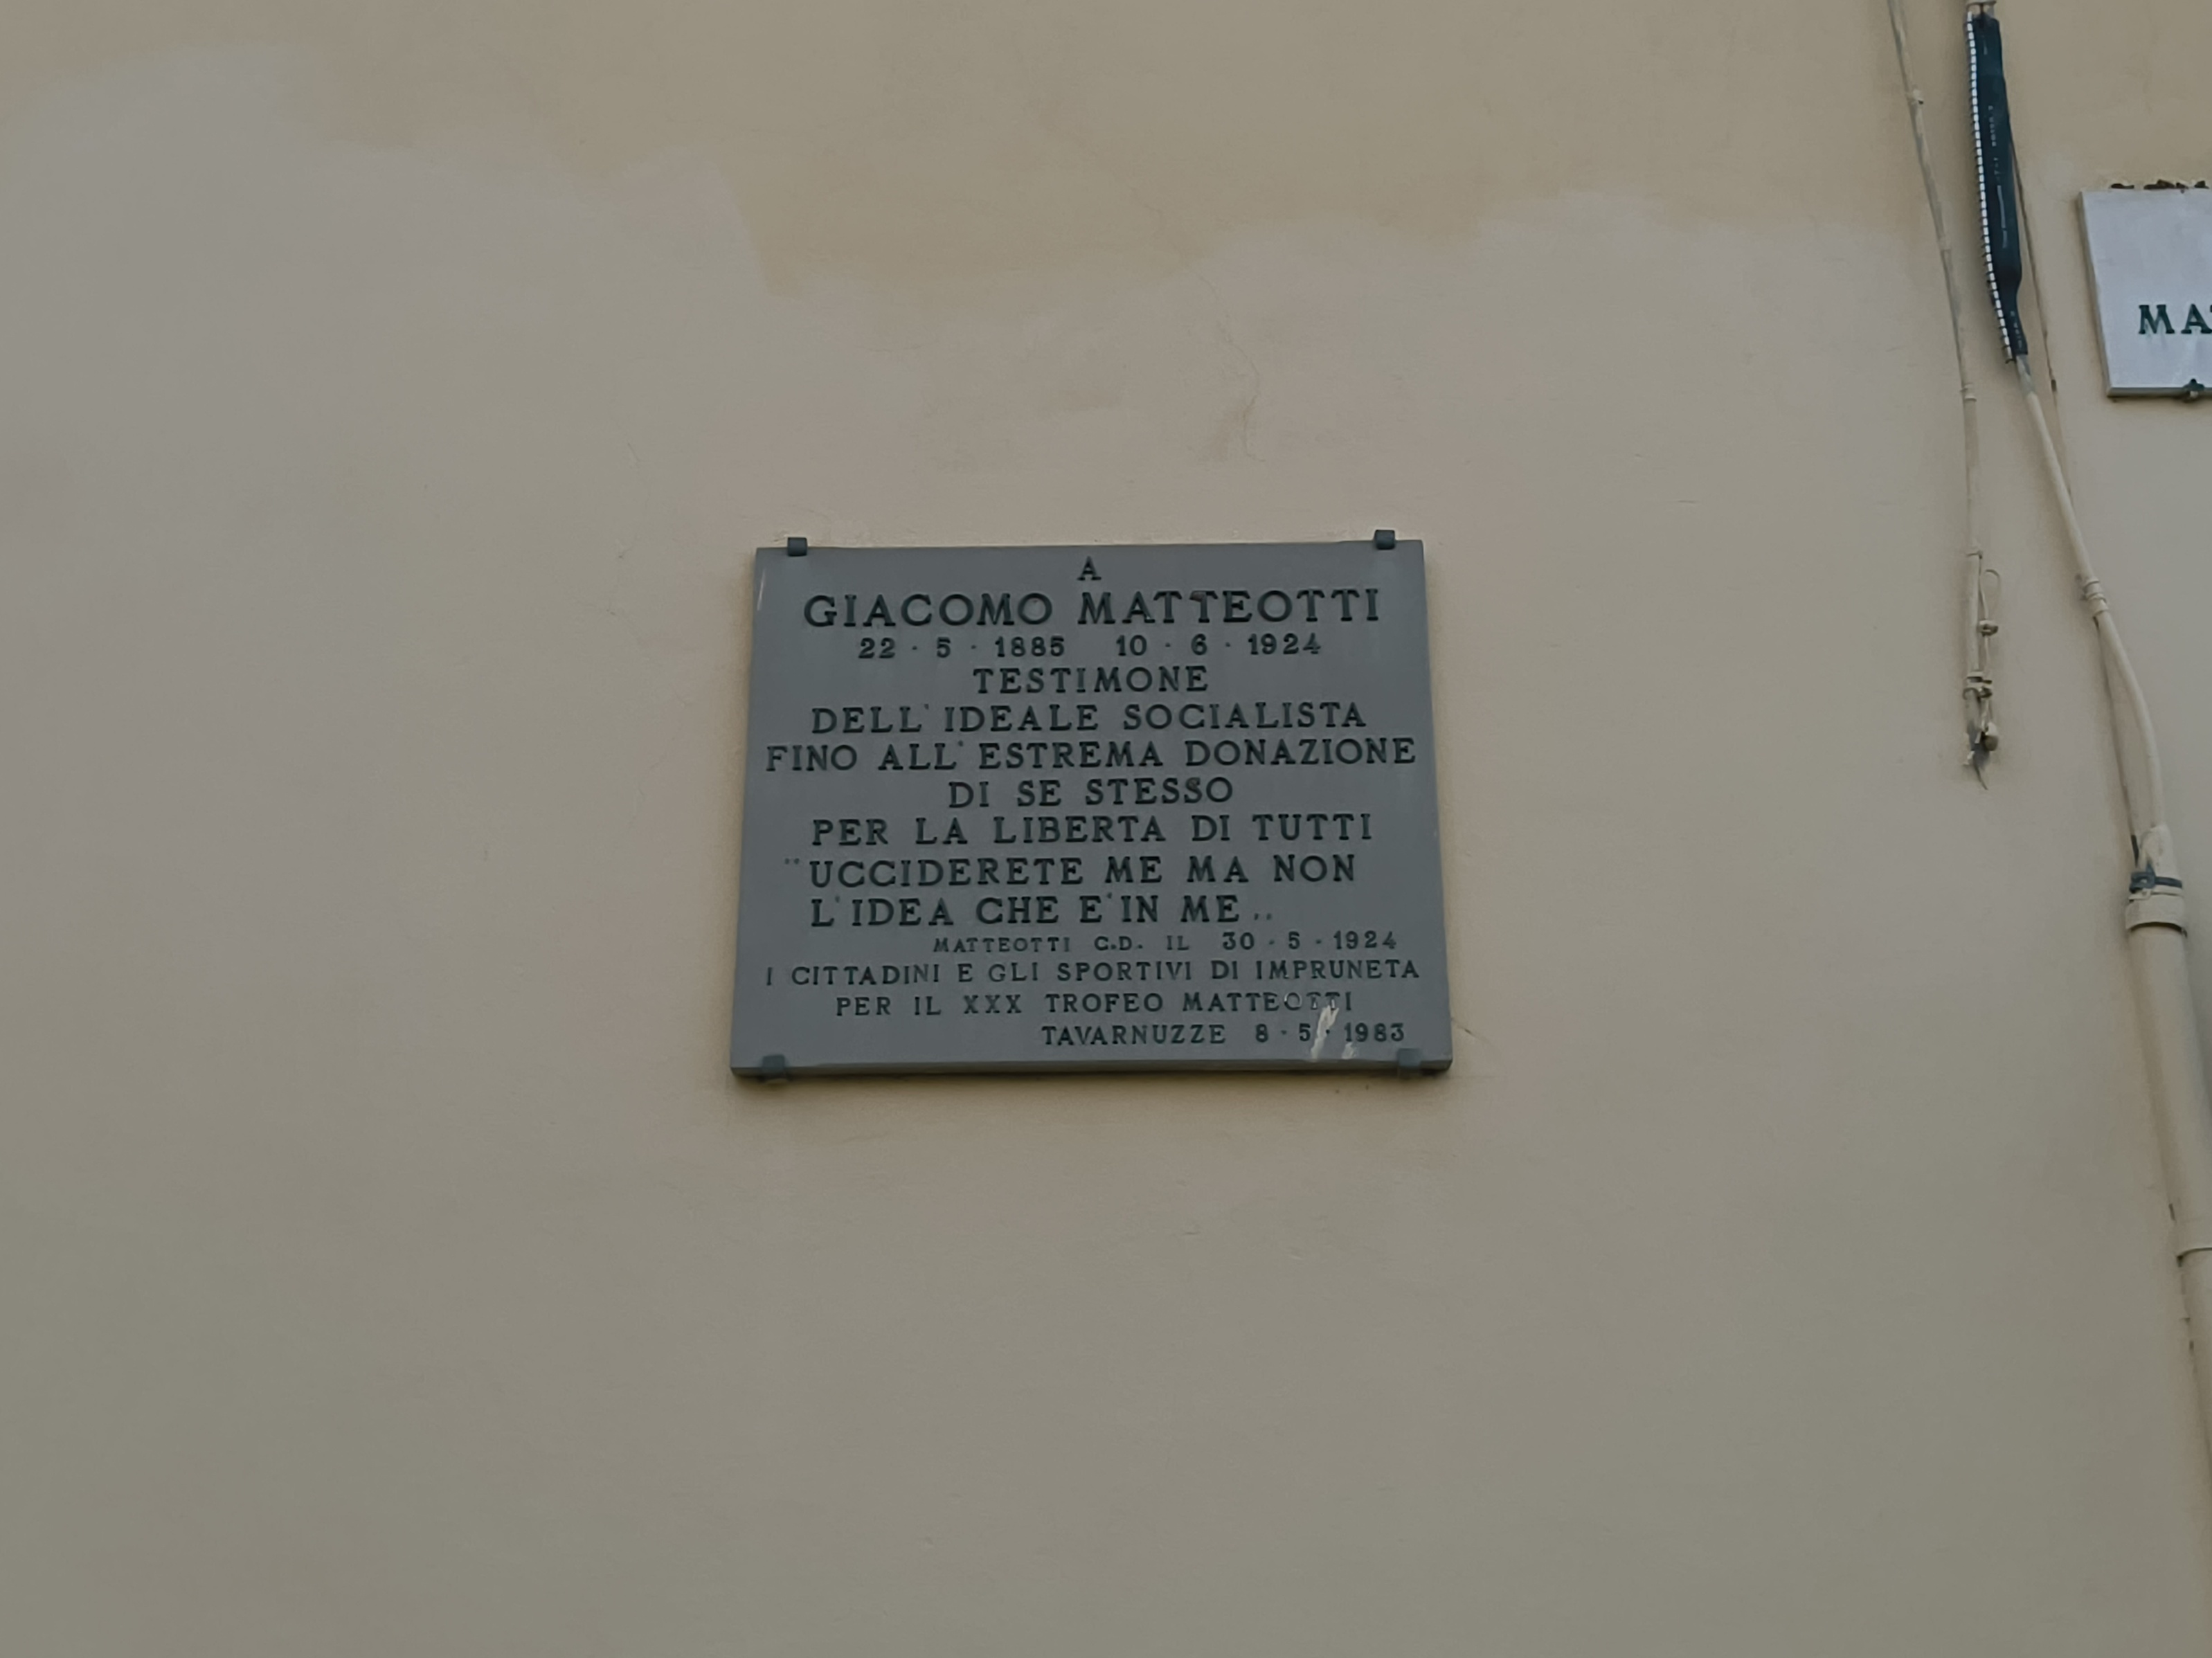 A
GIACOMO MATTEOTTI
22 · 5 · 1885 10 · 6 · 1924
TESTIMONE
DELL'IDEALE SOCIALISTA
FINO ALL'ESTREMA DONAZIONE
DI SE STESSO
PER LA LIBERTA DI TUTTI
"UCCIDERETE ME MA NON
L'IDEA CHE E' IN ME„
MATTEOTTI C.D. IL 30 · 5 · 1924
I CITTADINI E GLI SPORTIVI DI IMPRUNETA
PER IL XXX TROFEO MATTEOTTI
TAVARNUZZE 8 · 5 · 1983